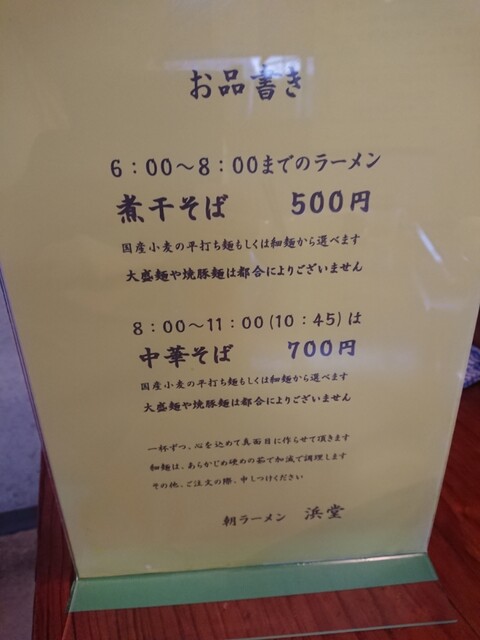 お品書き
6：00～8：00までのラーメン
煮干そば　500円
国産小麦の平打ち麺もしくは細麺から選べます
大盛麺や焼豚麺は都合によりございません
8：00～11：00(10：45)は
中華そば　700円
国産小麦の平打ち麺もしくは細麺から選べます
大盛麺や焼豚麺は都合によりございません
一杯ずつ、心を込めて真面目に作らせて頂きます
細麺は、あらかじめ硬めの茹で加減で調理します
その他、ご注文の際、申しつけください
朝ラーメン　浜堂